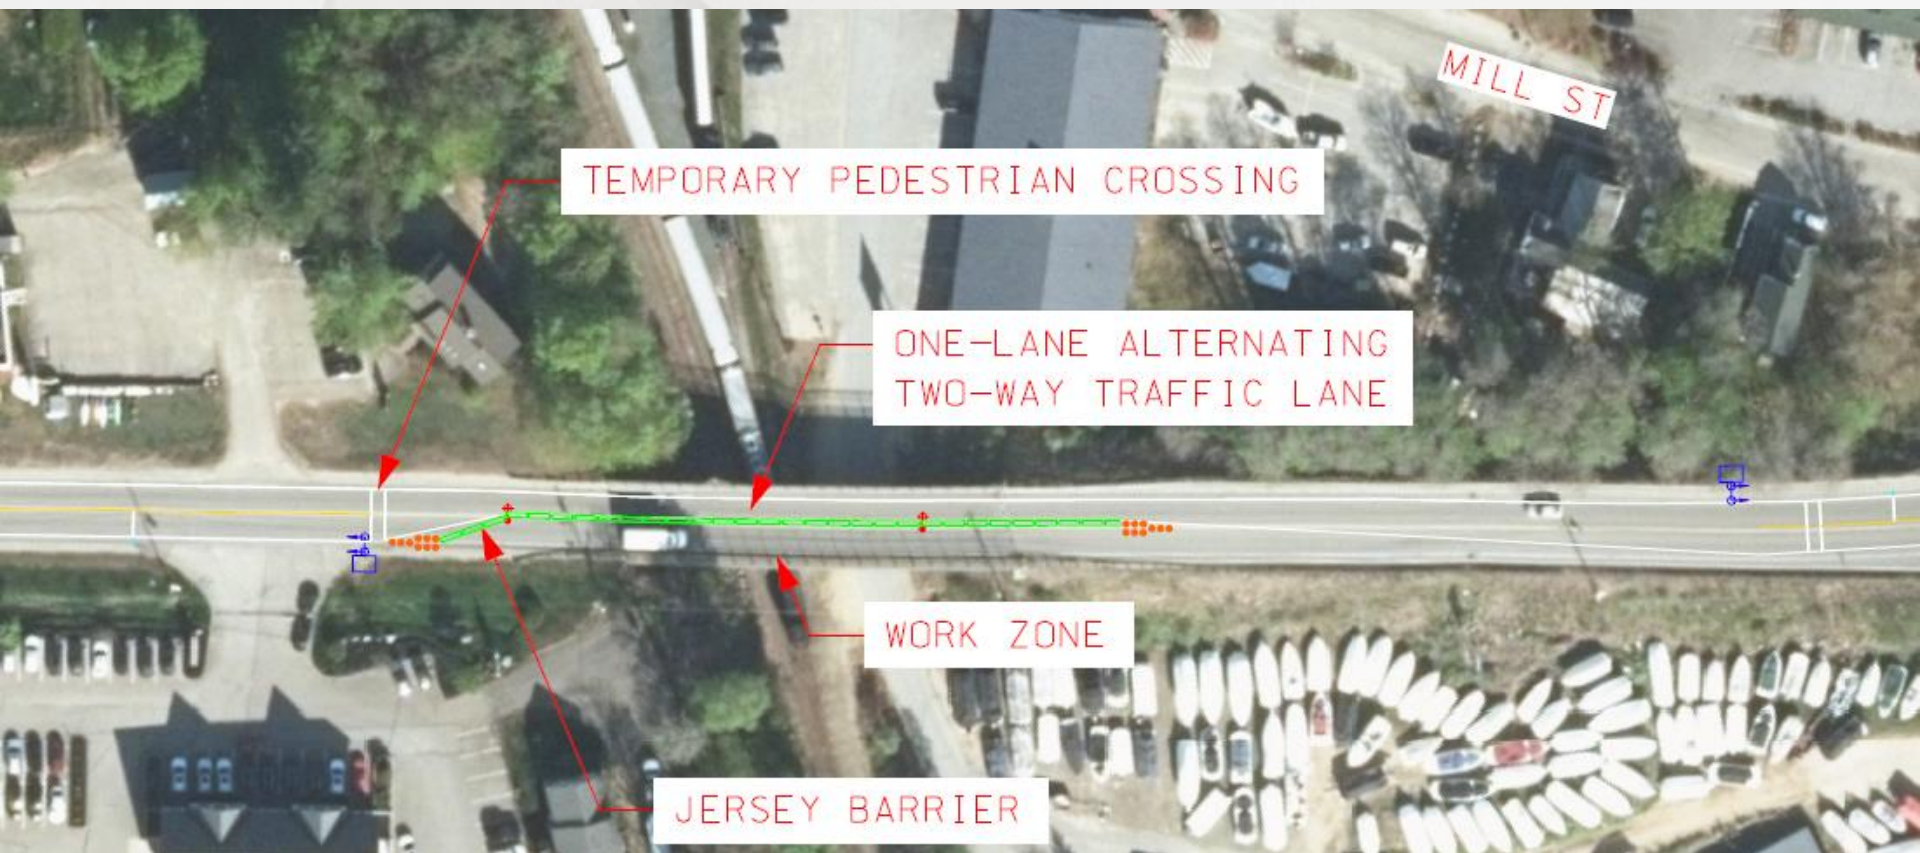 MILL ST
TEMPORARY PEDESTRIAN CROSSING
ONE-LANE ALTERNATING
TWO-WAY TRAFFIC LANE
WORK ZONE
JERSEY BARRIER